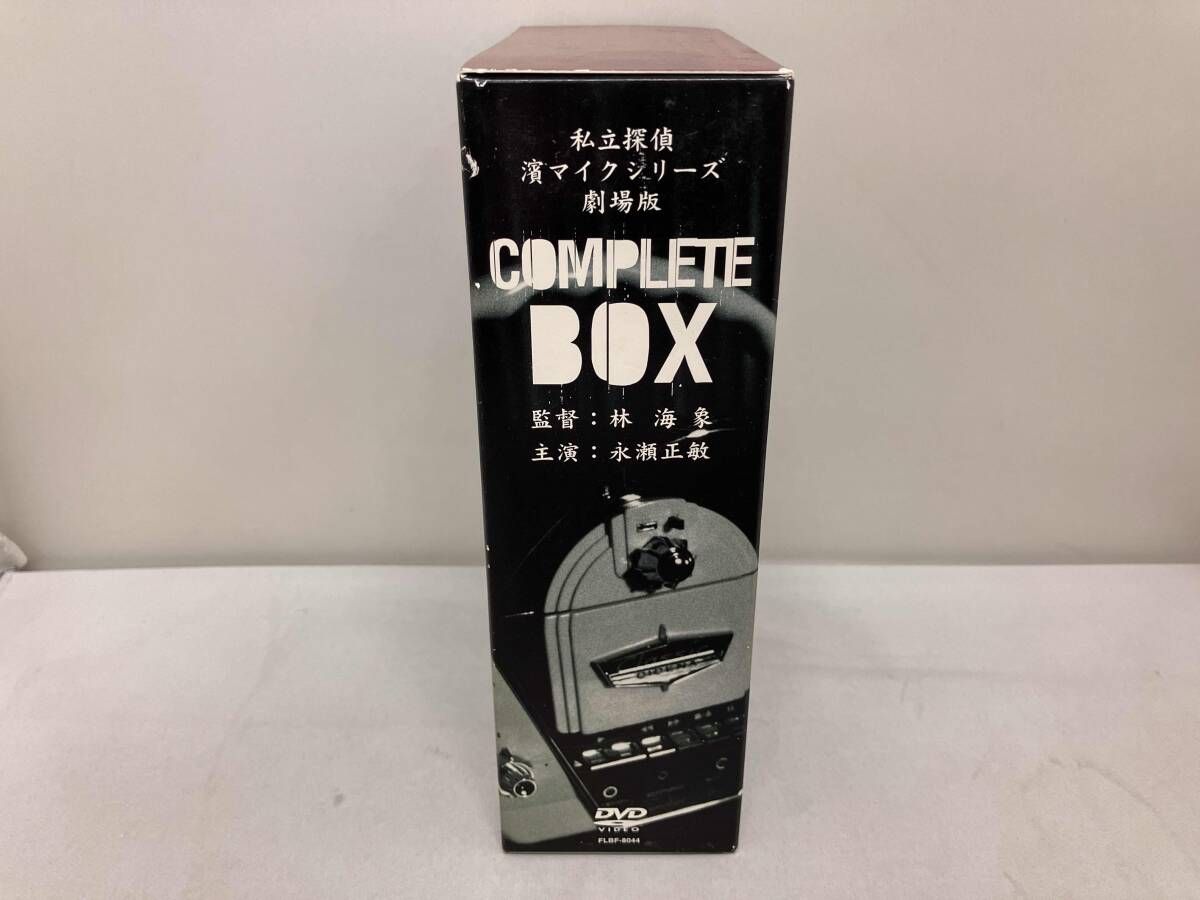 私立探偵
濱マイクシリーズ
劇場版
COMPLETE
BOX
監督：林 海 象
主演：永瀬正敏
DVD
VIDEO
FLBF-8044